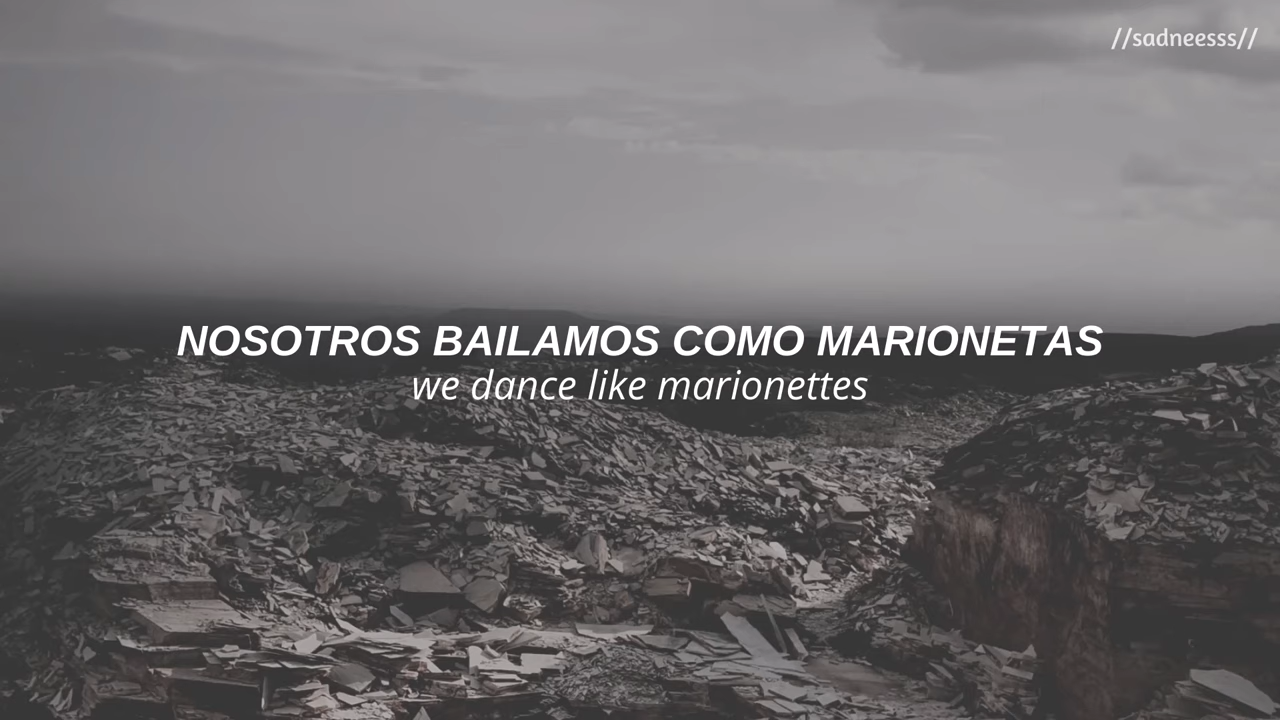 //sadneesss//
NOSOTROS BAILAMOS COMO MARIONETAS
we dance like marionettes